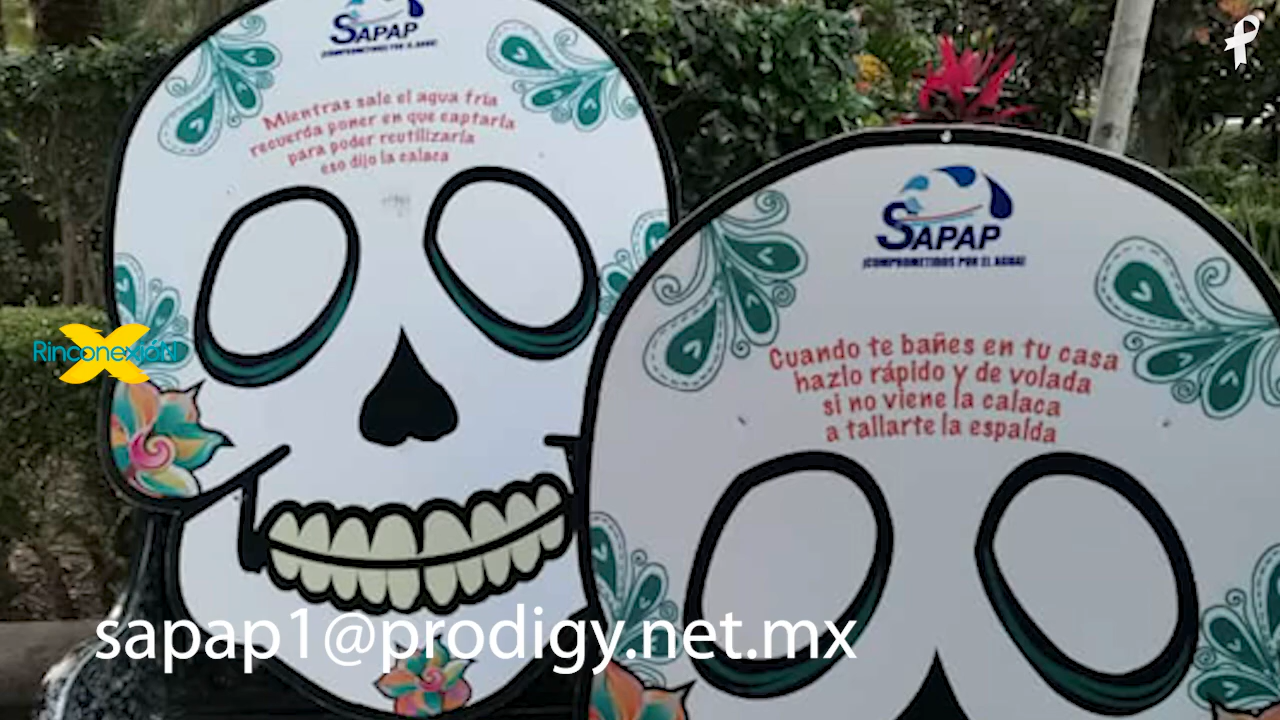 SAPAP
¡COMPROMETIDOS POR EL AGUA!
Mientras sale el agua fría
recuerda poner en que captarla
para poder reutilizarla
eso dijo la calaca
SAPAP
¡COMPROMETIDOS POR EL AGUA!
Cuando te bañes en tu casa
hazlo rápido y de volada
si no viene la calaca
a tallarte la espalda
RinconexióN
sapap1@prodigy.net.mx